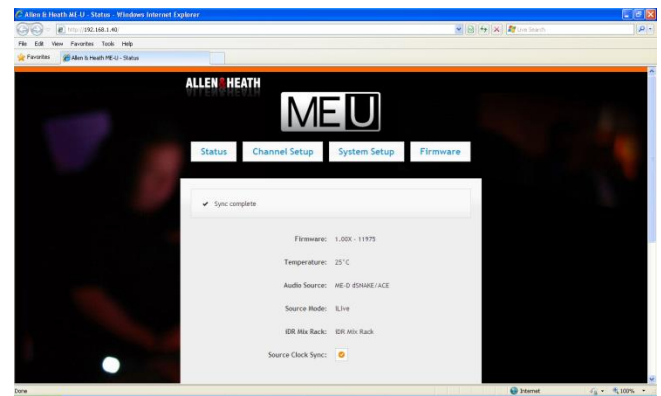 Allen & Heath ME-U - Status - Windows Internet Explorer
http://192.168.1.40/
Live Search
File Edit View Favorites Tools Help
Favorites Allen & Heath ME-U - Status
ALLEN&HEATH
ME U
Status Channel Setup System Setup Firmware
✔ Sync complete
Firmware: 1.00X - 11975
Temperature: 25°C
Audio Source: ME-D dSNAKE/ACE
Source Mode: iLive
iDR Mix Rack: iDR Mix Rack
Source Clock Sync:
Done Internet 100%